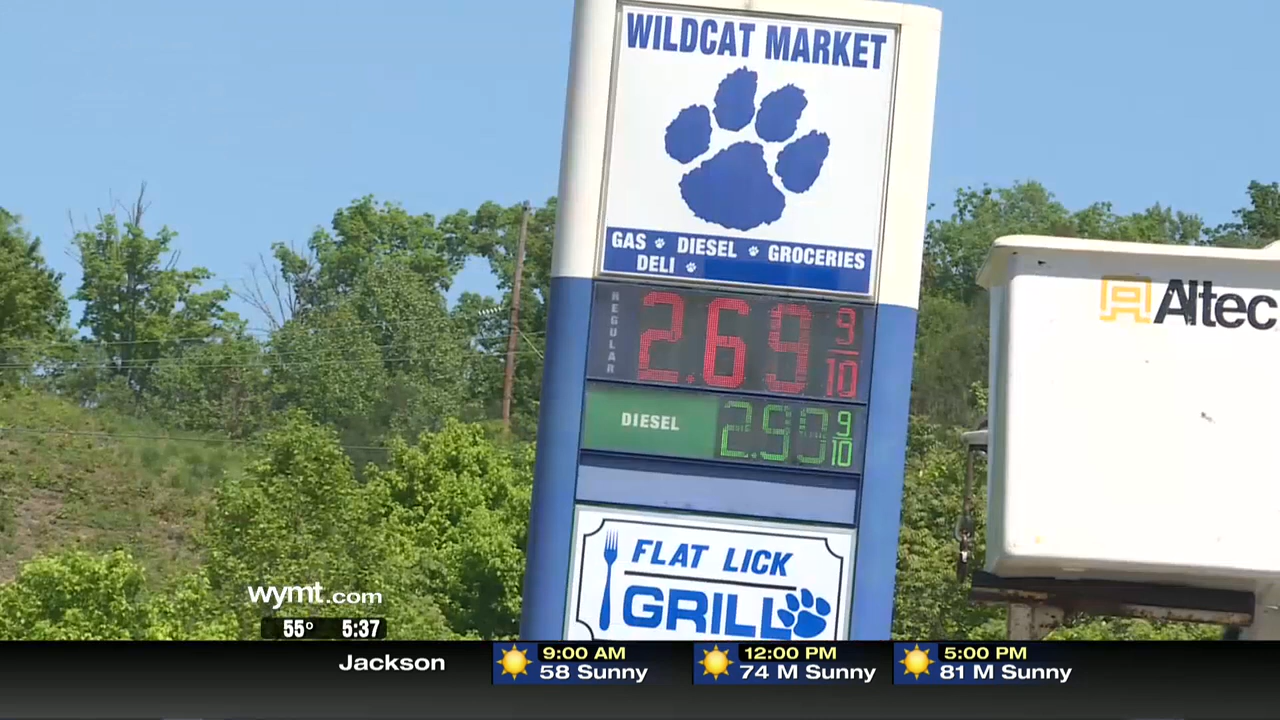 WILDCAT MARKET
GAS DIESEL GROCERIES
DELI
REGULAR
2.69 9/10
DIESEL
9/10
FLAT LICK
GRILL
Altec
wymt.com
55° 5:37
Jackson
9:00 AM
58 Sunny
12:00 PM
74 M Sunny
5:00 PM
81 M Sunny